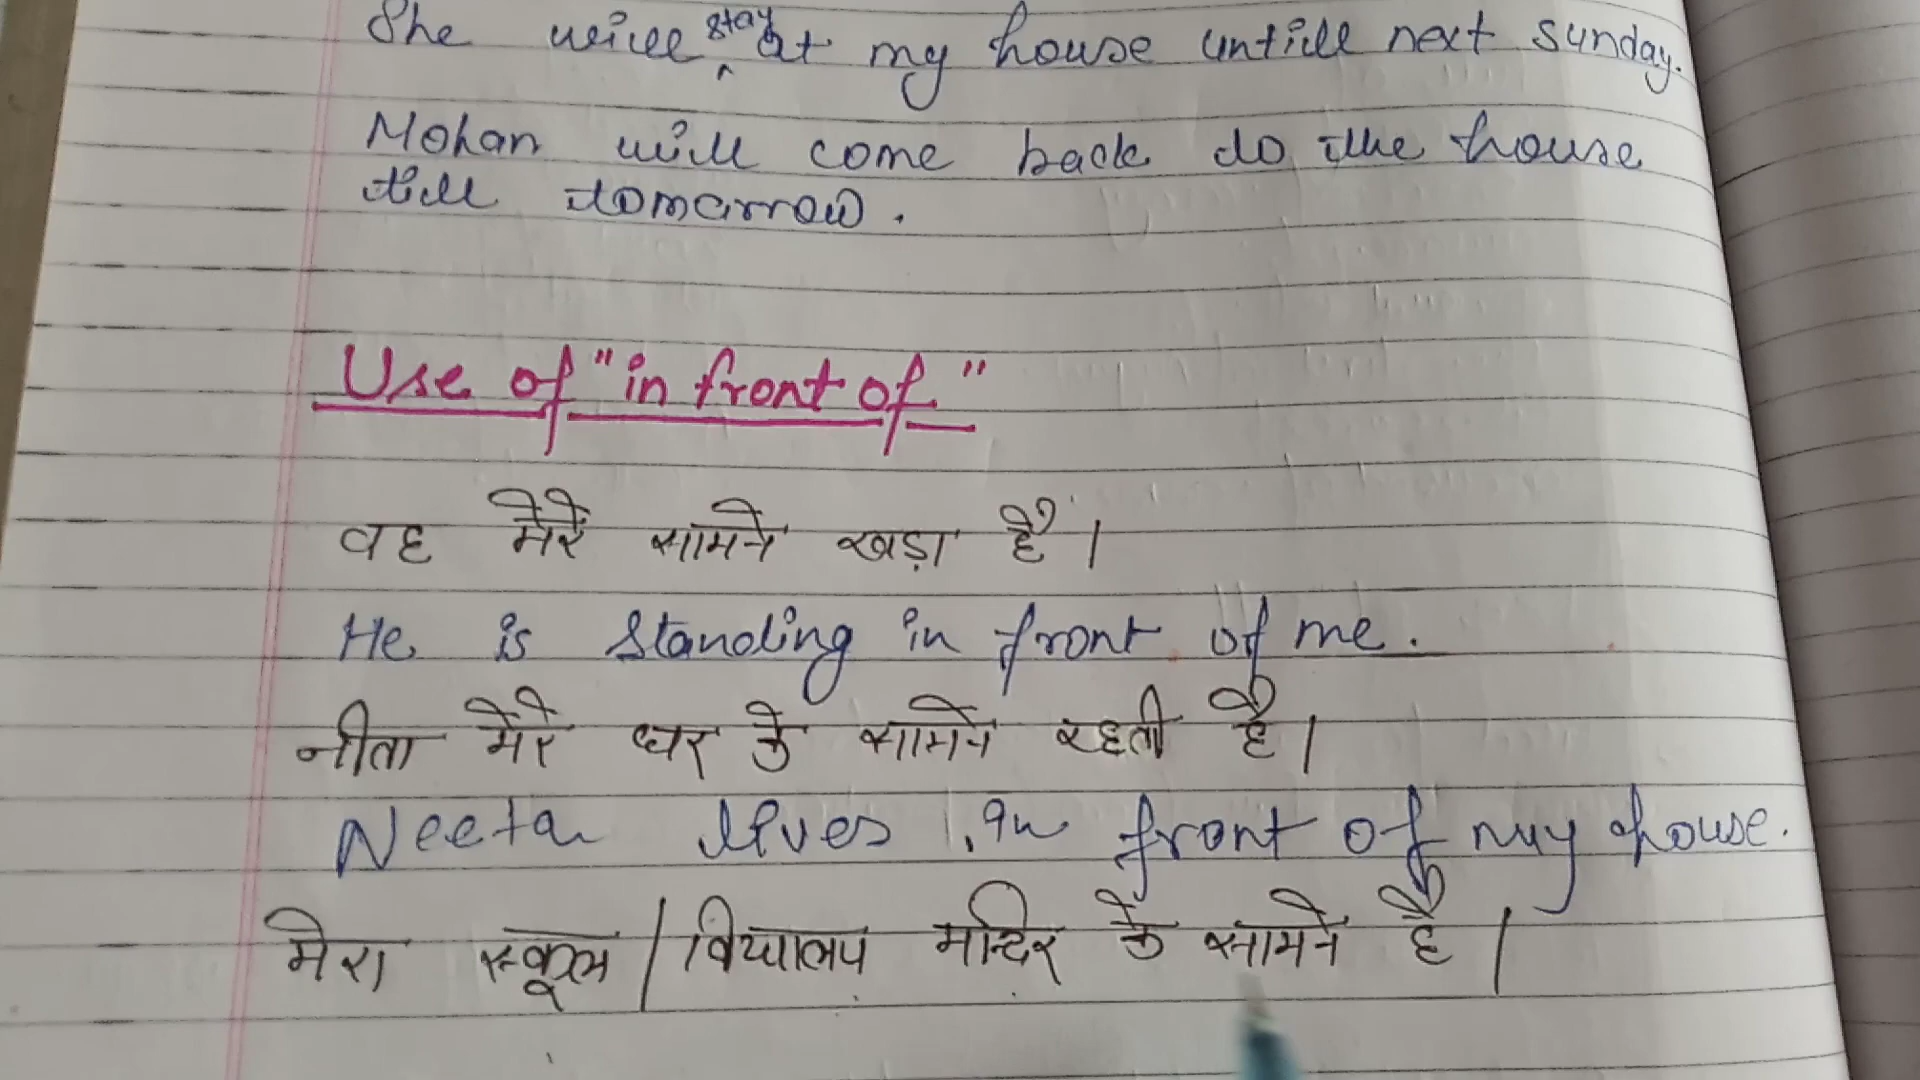 She will stay at my house untill next Sunday.
Mohan will come back to the house
till tomorrow.
Use of "in front of"
वह मेरे सामने खड़ा है।
He is standing in front of me.
नीता मेरे घर के सामने रहती है।
Neeta lives in front of my house.
मेरा स्कूल / विद्यालय मन्दिर के सामने है।